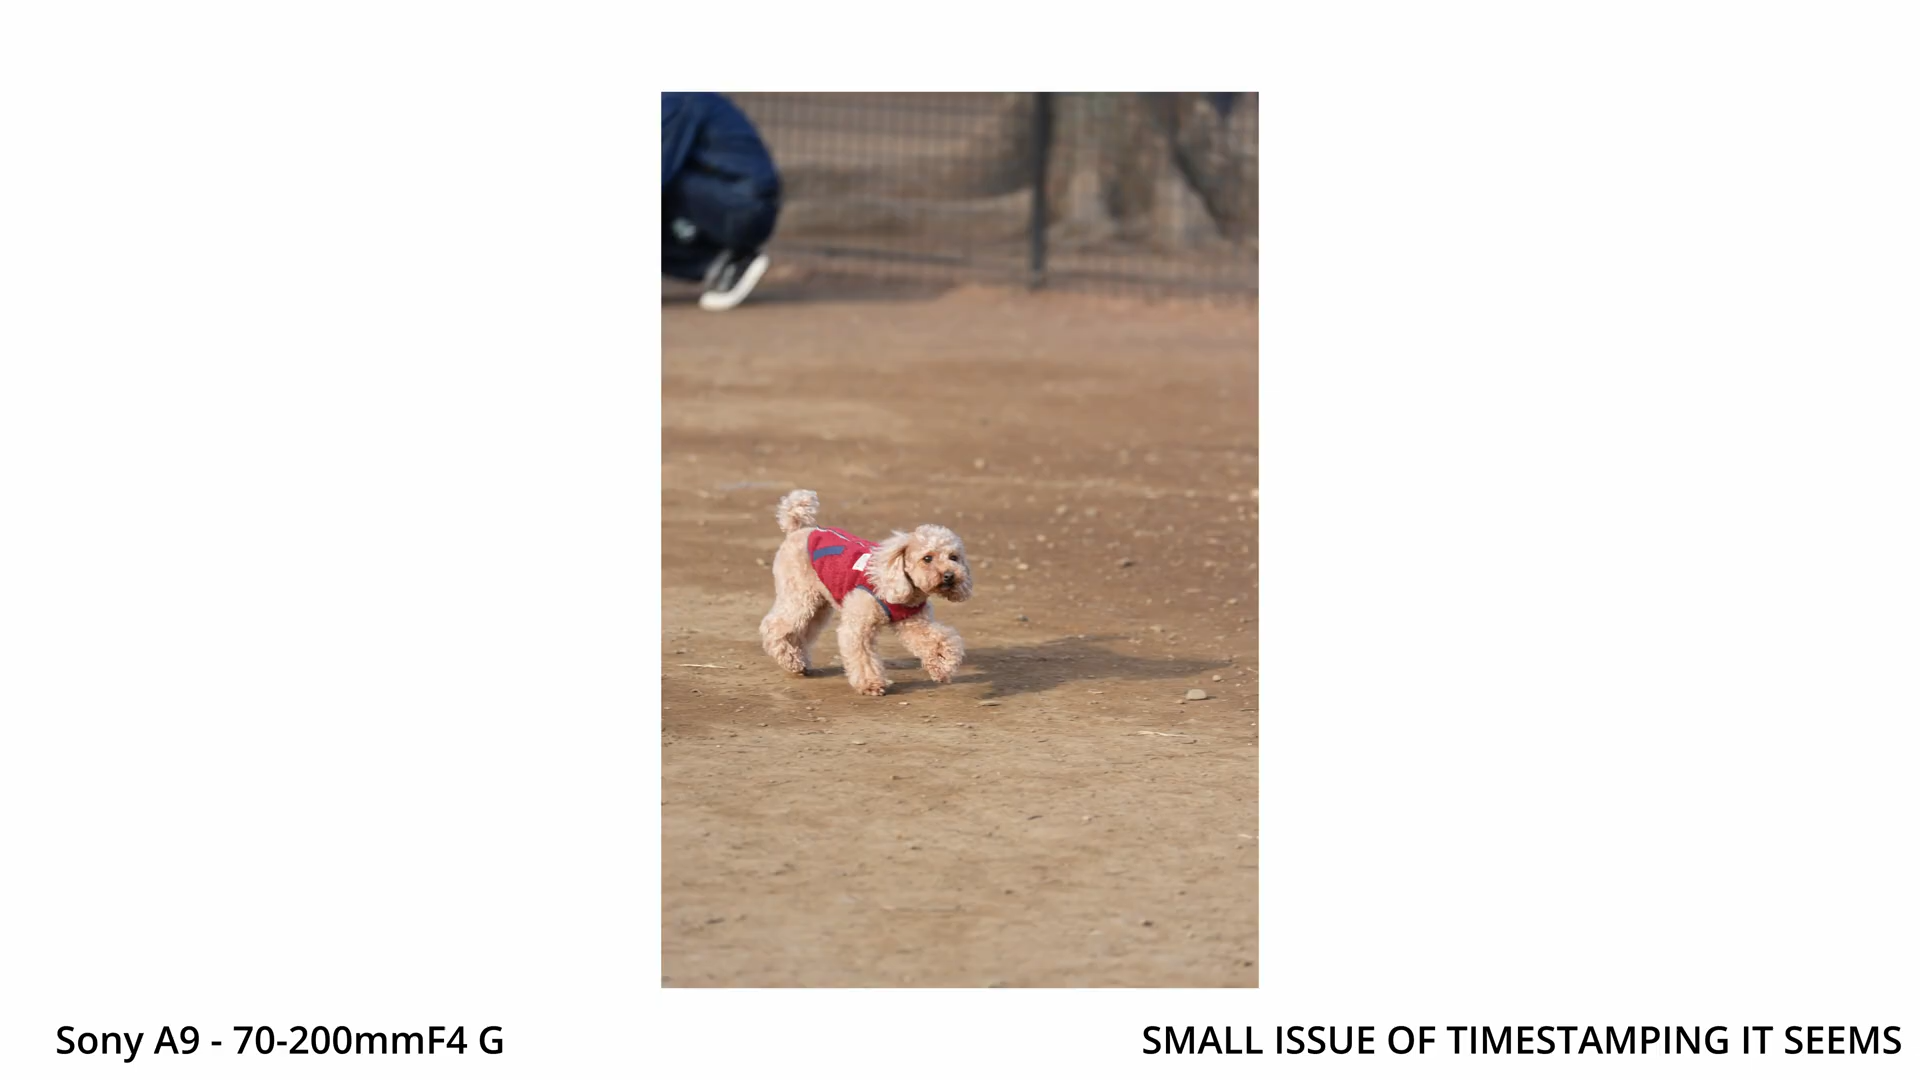 Sony A9 - 70-200mmF4 G
SMALL ISSUE OF TIMESTAMPING IT SEEMS